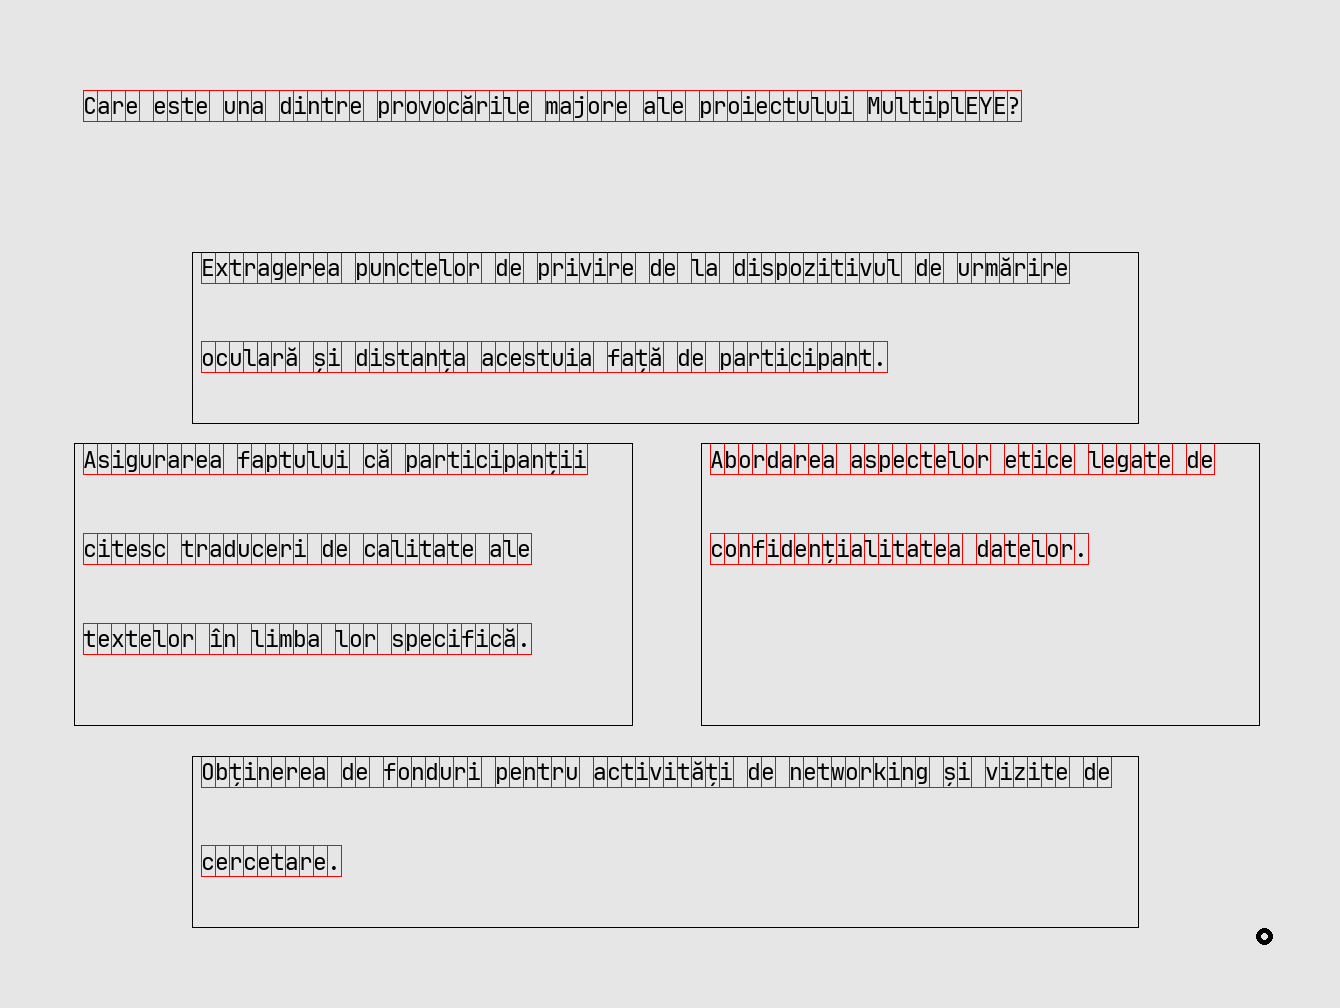 Care este una dintre provocările majore ale proiectului MultiplEYE?
Extragerea punctelor de privire de la dispozitivul de urmărire
oculară și distanța acestuia față de participant.
Asigurarea faptului că participanții
citesc traduceri de calitate ale
textelor în limba lor specifică.
Abordarea aspectelor etice legate de
confidențialitatea datelor.
Obținerea de fonduri pentru activități de networking și vizite de
cercetare.